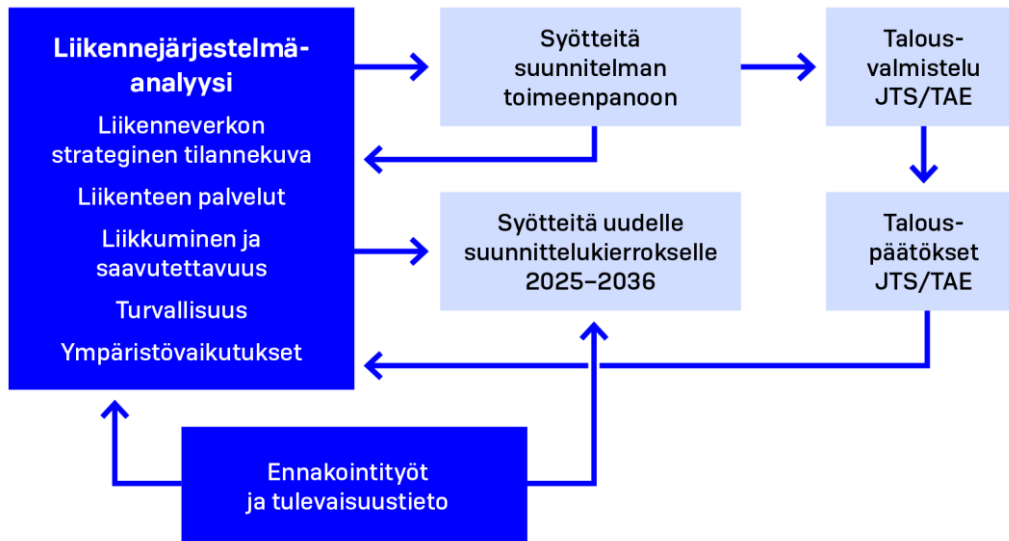 Liikennejärjestelmä-
analyysi
Liikenneverkon
strateginen tilannekuva
Liikenteen palvelut
Liikkuminen ja
saavutettavuus
Turvallisuus
Ympäristövaikutukset
Syötteitä
suunnitelman
toimeenpanoon
Talous-
valmistelu
JTS/TAE
Syötteitä uudelle
suunnittelukierrokselle
2025–2036
Talous-
päätökset
JTS/TAE
Ennakointityöt
ja tulevaisuustieto